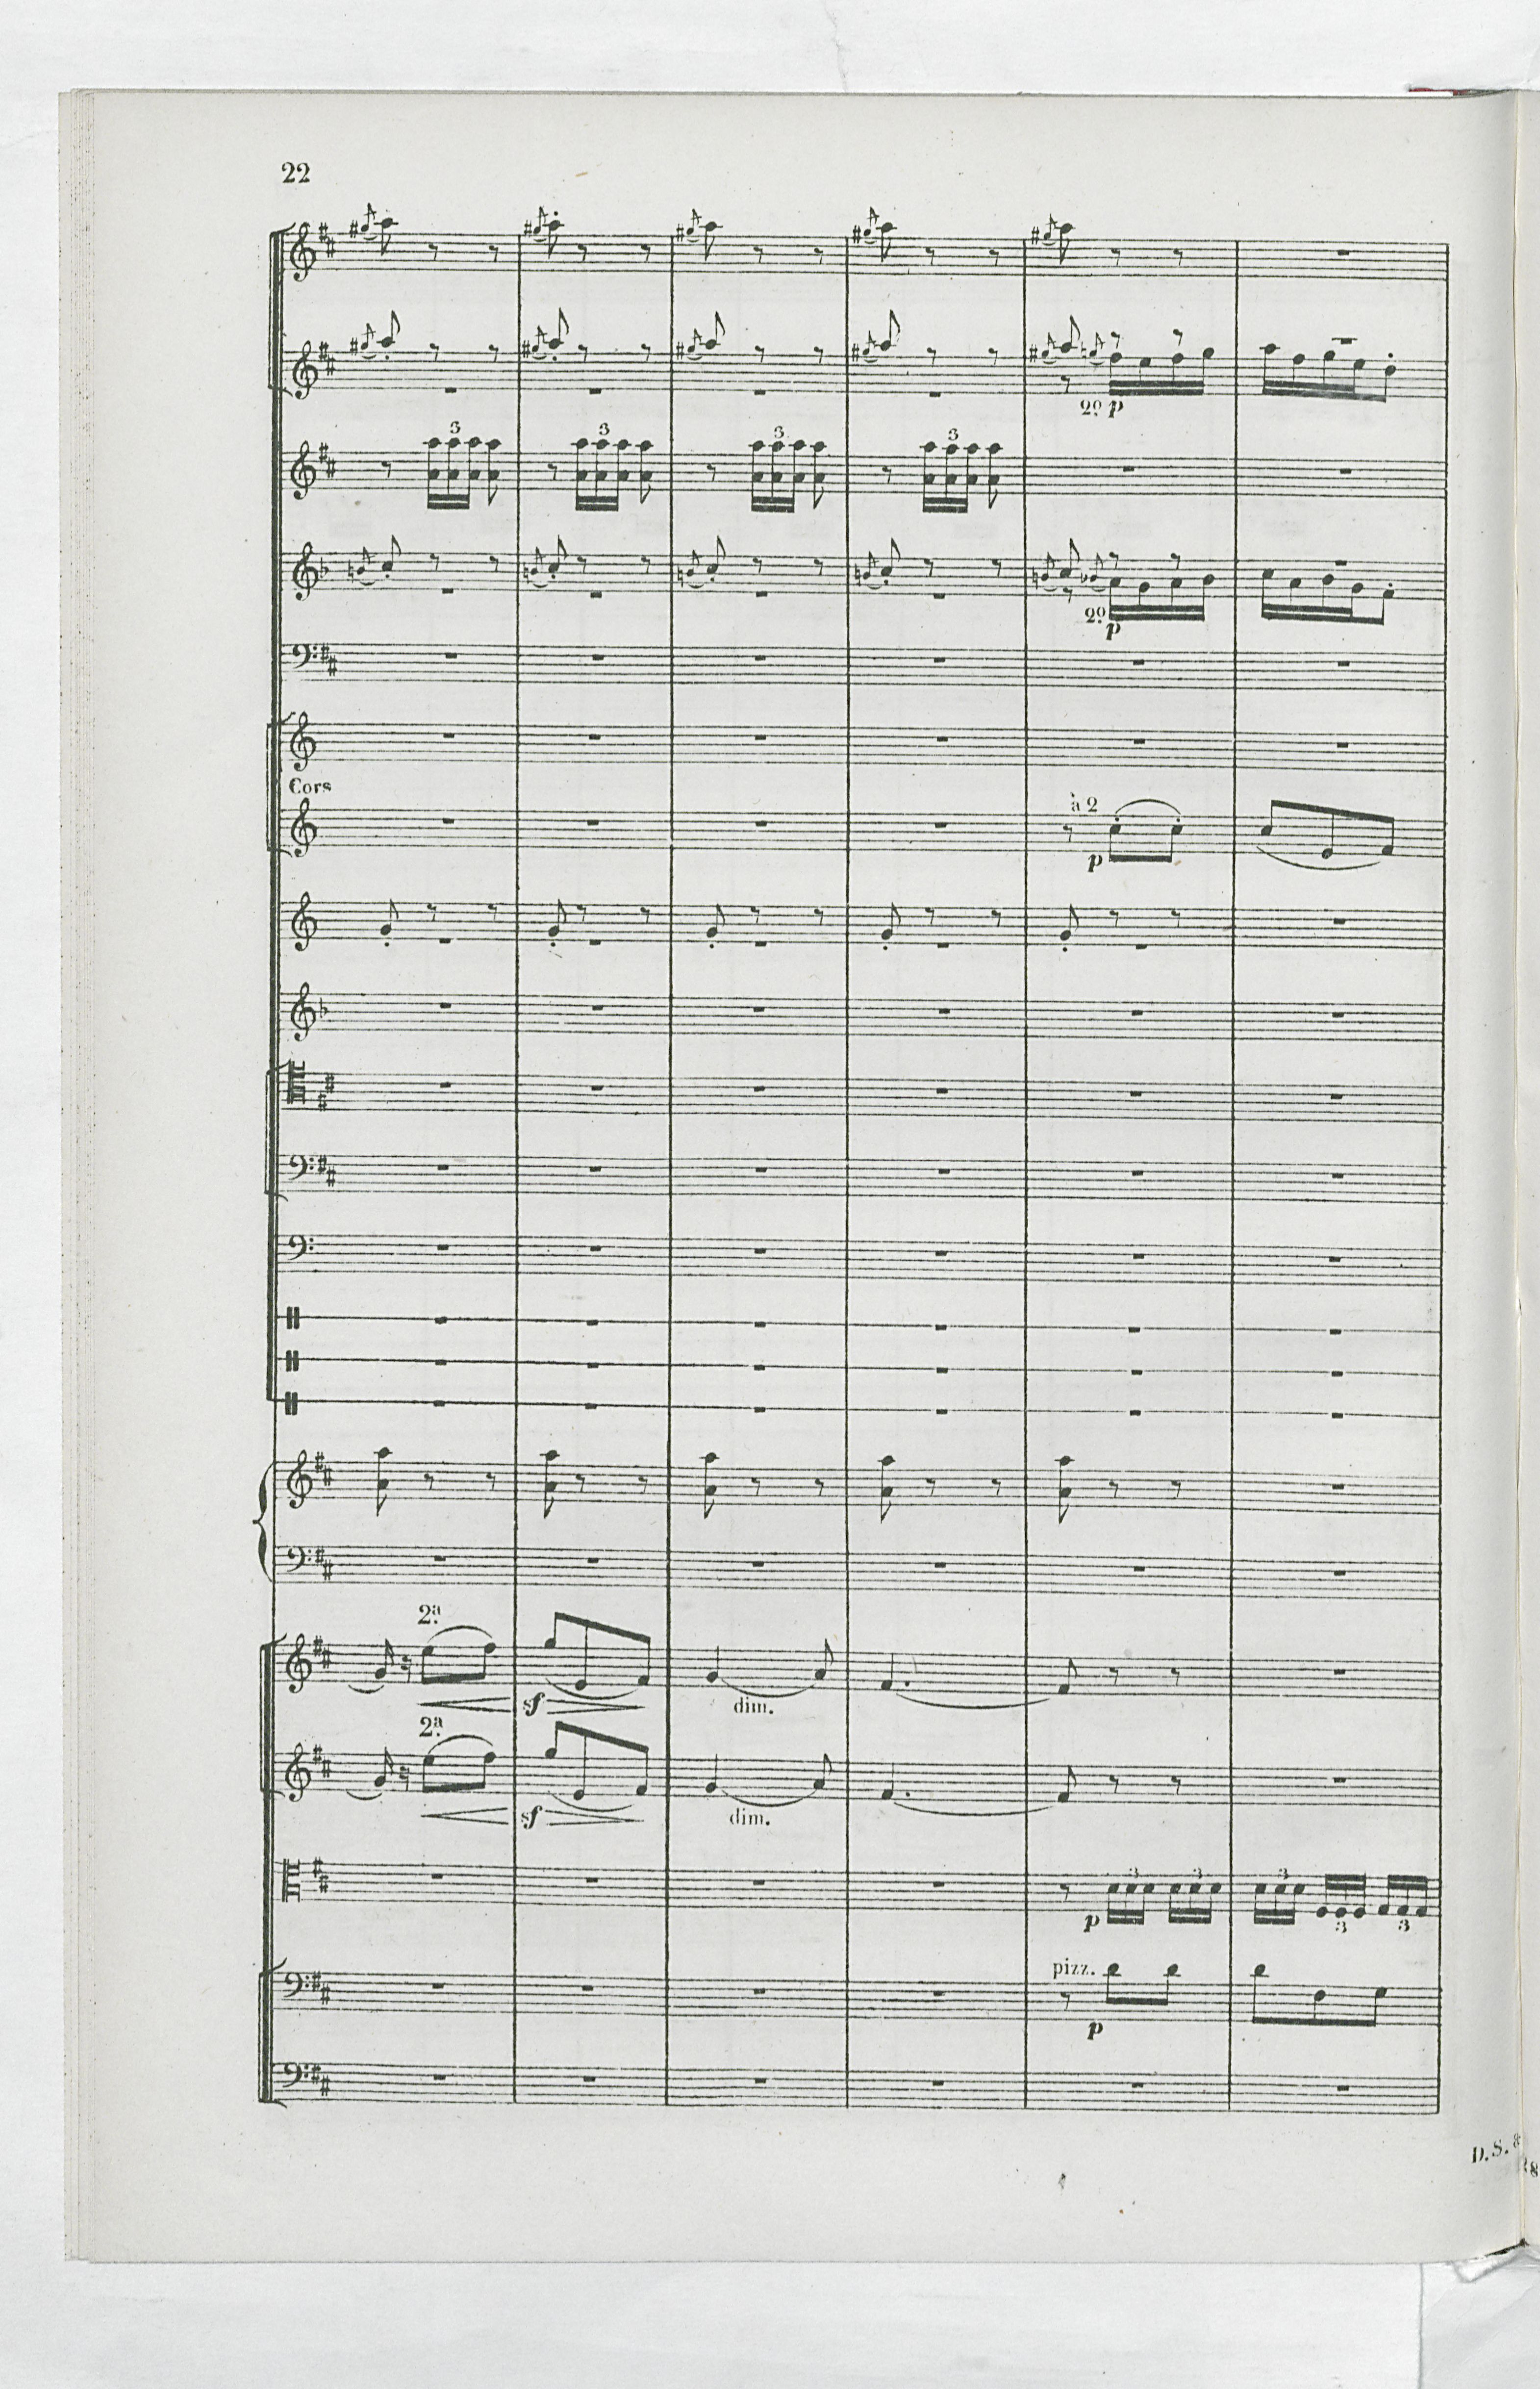 22
3 3 3 3
2º p
2º
p
Cors
à 2
p
2ª
sf dim.
2ª
sf dim.
3 3 3
p 3 3
pizz.
p
D.S. 8